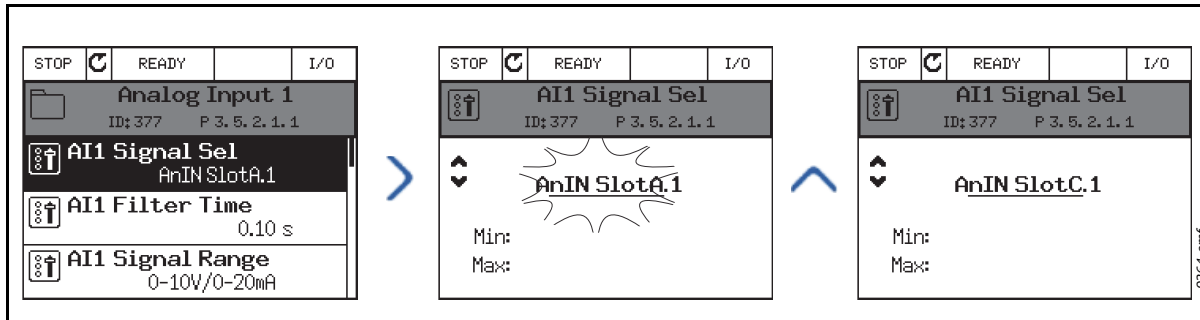 STOP READY I/O
Analog Input 1
ID: 377 P 3.5.2.1.1
AI1 Signal Sel
AnIN SlotA.1
AI1 Filter Time
0.10 s
AI1 Signal Range
0-10V/0-20mA
STOP READY I/O
AI1 Signal Sel
ID: 377 P 3.5.2.1.1
AnIN SlotA.1
Min:
Max:
STOP READY I/O
AI1 Signal Sel
ID: 377 P 3.5.2.1.1
AnIN SlotC.1
Min:
Max: